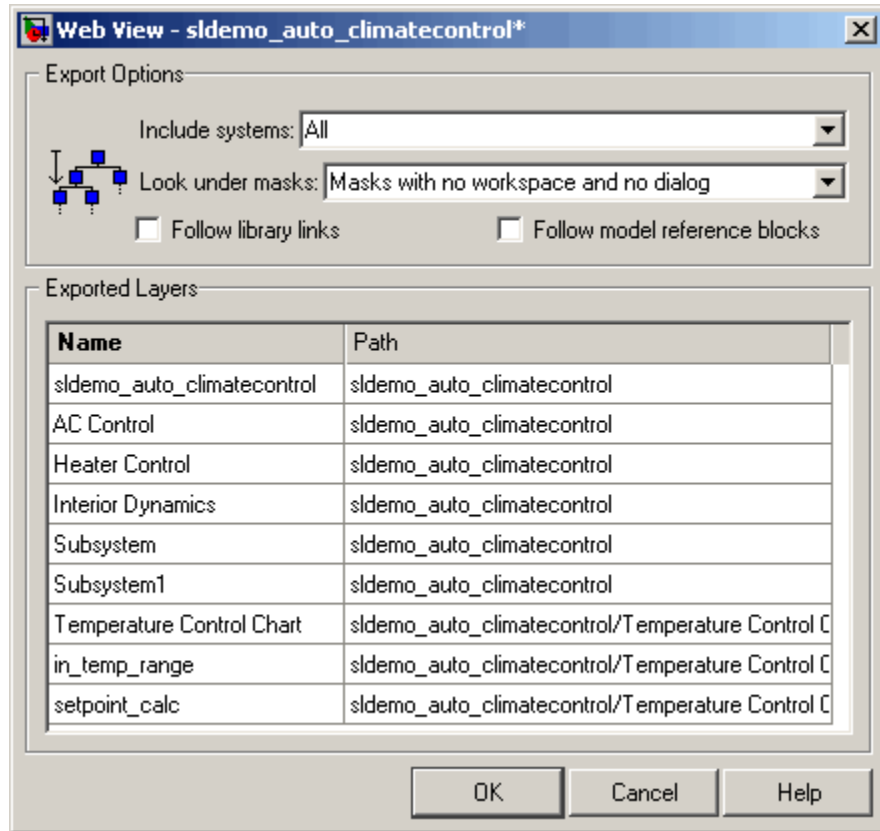 Web View - sldemo_auto_climatecontrol*
Export Options
Include systems: All
Look under masks: Masks with no workspace and no dialog
Follow library links Follow model reference blocks
Exported Layers
Name Path
sldemo_auto_climatecontrol sldemo_auto_climatecontrol
AC Control sldemo_auto_climatecontrol
Heater Control sldemo_auto_climatecontrol
Interior Dynamics sldemo_auto_climatecontrol
Subsystem sldemo_auto_climatecontrol
Subsystem1 sldemo_auto_climatecontrol
Temperature Control Chart sldemo_auto_climatecontrol/Temperature Control C
in_temp_range sldemo_auto_climatecontrol/Temperature Control C
setpoint_calc sldemo_auto_climatecontrol/Temperature Control C
OK Cancel Help